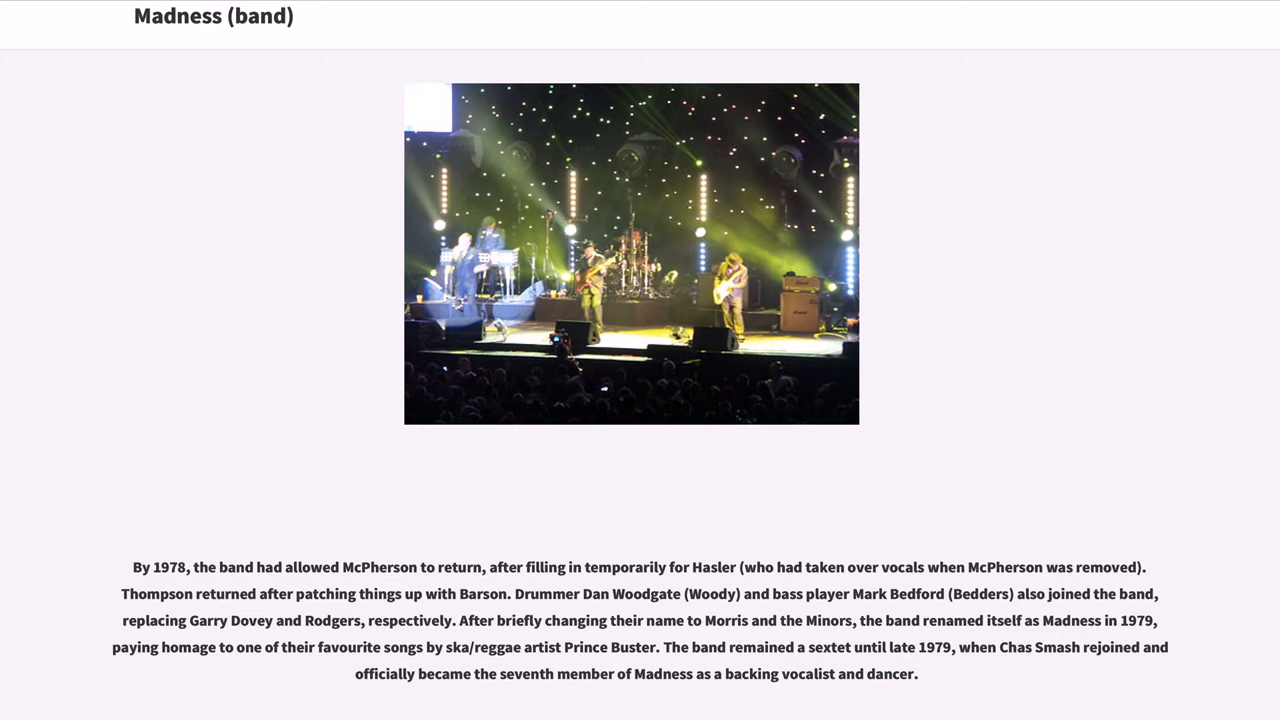 Madness (band)
By 1978, the band had allowed McPherson to return, after filling in temporarily for Hasler (who had taken over vocals when McPherson was removed).
Thompson returned after patching things up with Barson. Drummer Dan Woodgate (Woody) and bass player Mark Bedford (Bedders) also joined the band,
replacing Garry Dovey and Rodgers, respectively. After briefly changing their name to Morris and the Minors, the band renamed itself as Madness in 1979,
paying homage to one of their favourite songs by ska/reggae artist Prince Buster. The band remained a sextet until late 1979, when Chas Smash rejoined and
officially became the seventh member of Madness as a backing vocalist and dancer.